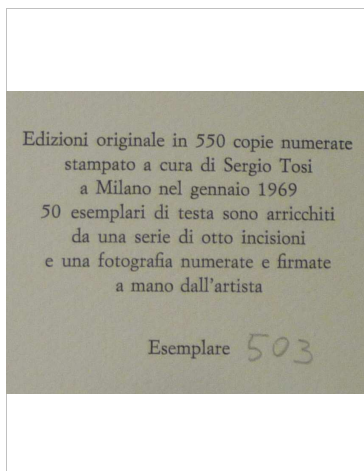 Edizioni originale in 550 copie numerate
stampato a cura di Sergio Tosi
a Milano nel gennaio 1969
50 esemplari di testa sono arricchiti
da una serie di otto incisioni
e una fotografia numerate e firmate
a mano dall'artista
Esemplare 503